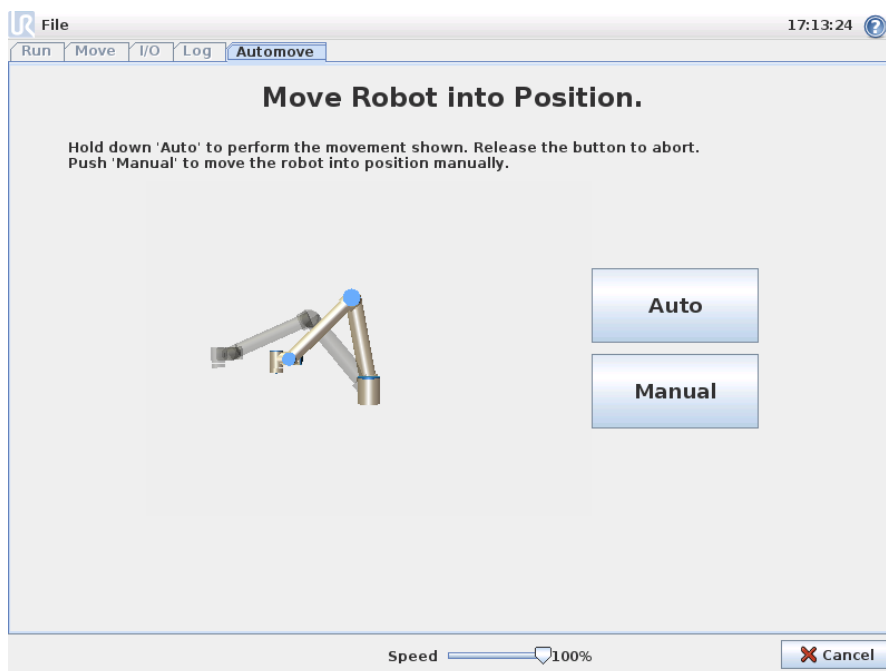 UR File 17:13:24 ?
Run Move I/O Log Automove
Move Robot into Position.
Hold down 'Auto' to perform the movement shown. Release the button to abort.
Push 'Manual' to move the robot into position manually.
Auto
Manual
Speed 100% Cancel